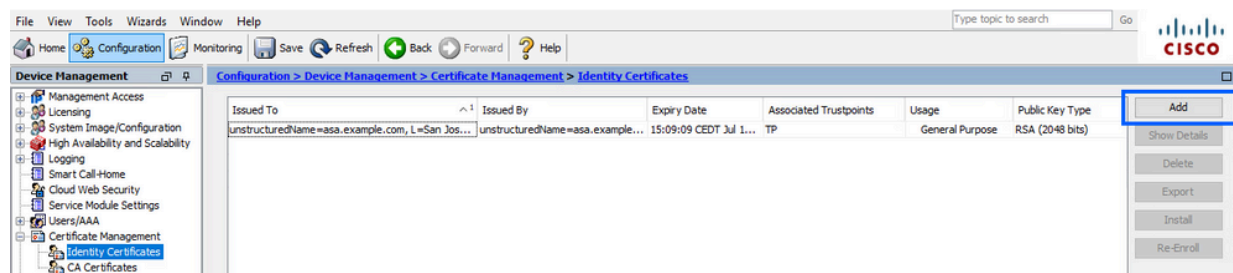 File View Tools Wizards Window Help
Type topic to search Go
Home Configuration Monitoring Save Refresh Back Forward Help
CISCO
Device Management
Configuration > Device Management > Certificate Management > Identity Certificates
Management Access
Licensing
System Image/Configuration
High Availability and Scalability
Logging
Smart Call-Home
Cloud Web Security
Service Module Settings
Users/AAA
Certificate Management
Identity Certificates
CA Certificates
Issued To 1 Issued By Expiry Date Associated Trustpoints Usage Public Key Type
unstructuredName=asa.example.com, L=San Jos... unstructuredName=asa.example... 15:09:09 CEDT Jul 1... TP General Purpose RSA (2048 bits)
Add
Show Details
Delete
Export
Install
Re-Enroll